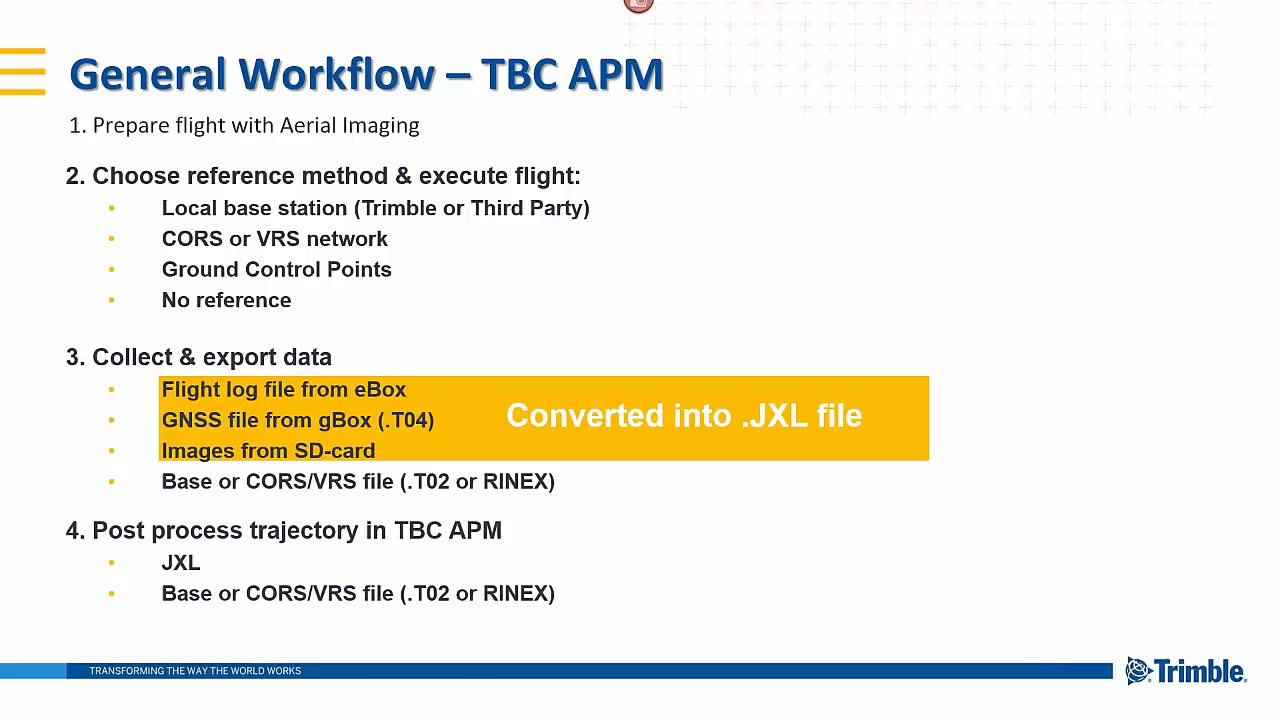 General Workflow – TBC APM
1. Prepare flight with Aerial Imaging
2. Choose reference method & execute flight:
• Local base station (Trimble or Third Party)
• CORS or VRS network
• Ground Control Points
• No reference
3. Collect & export data
• Flight log file from eBox
• GNSS file from gBox (.T04)
• Images from SD-card
Converted into .JXL file
• Base or CORS/VRS file (.T02 or RINEX)
4. Post process trajectory in TBC APM
• JXL
• Base or CORS/VRS file (.T02 or RINEX)
TRANSFORMING THE WAY THE WORLD WORKS
Trimble